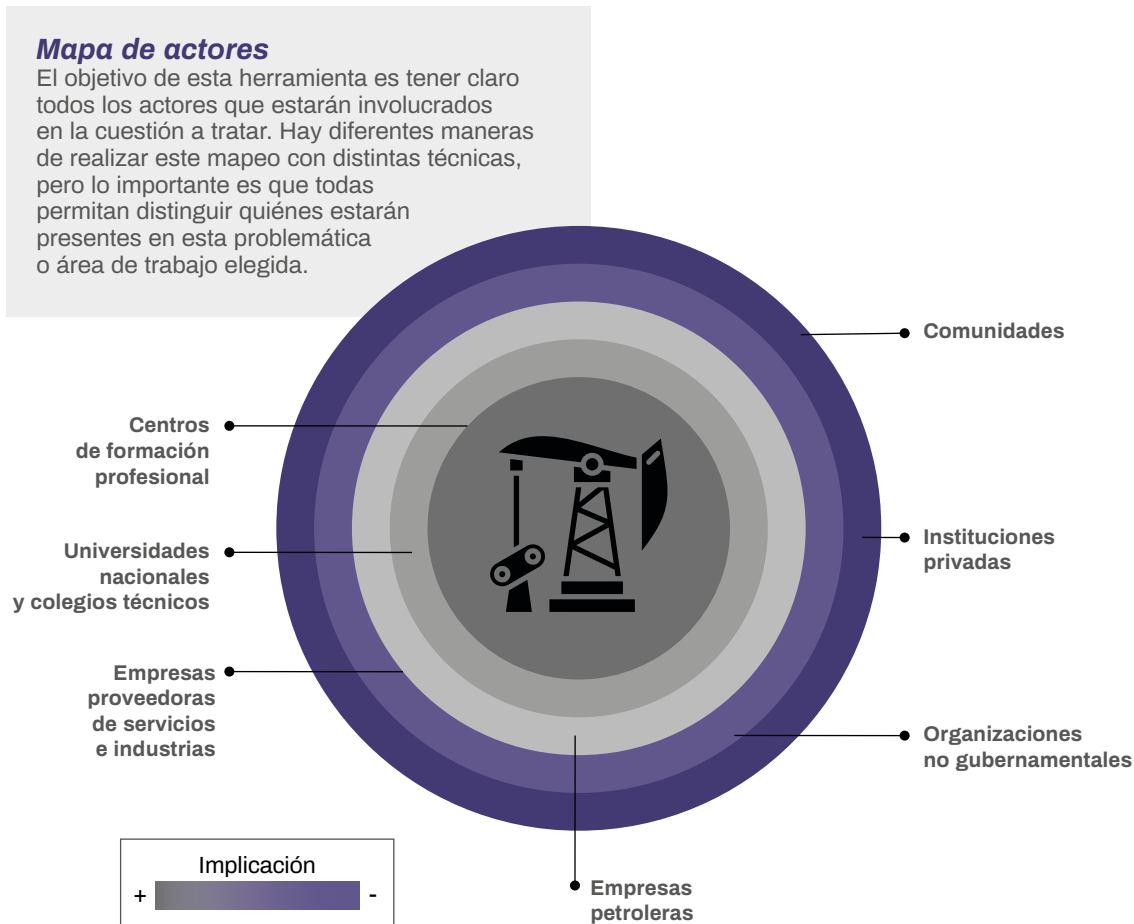 Mapa de actores
El objetivo de esta herramienta es tener claro
todos los actores que estarán involucrados
en la cuestión a tratar. Hay diferentes maneras
de realizar este mapeo con distintas técnicas,
pero lo importante es que todas
permitan distinguir quiénes estarán
presentes en esta problemática
o área de trabajo elegida.
Comunidades
Centros
de formación
profesional
Instituciones
privadas
Universidades
nacionales
y colegios técnicos
Empresas
proveedoras
de servicios
e industrias
Organizaciones
no gubernamentales
Implicación
+ -
Empresas
petroleras